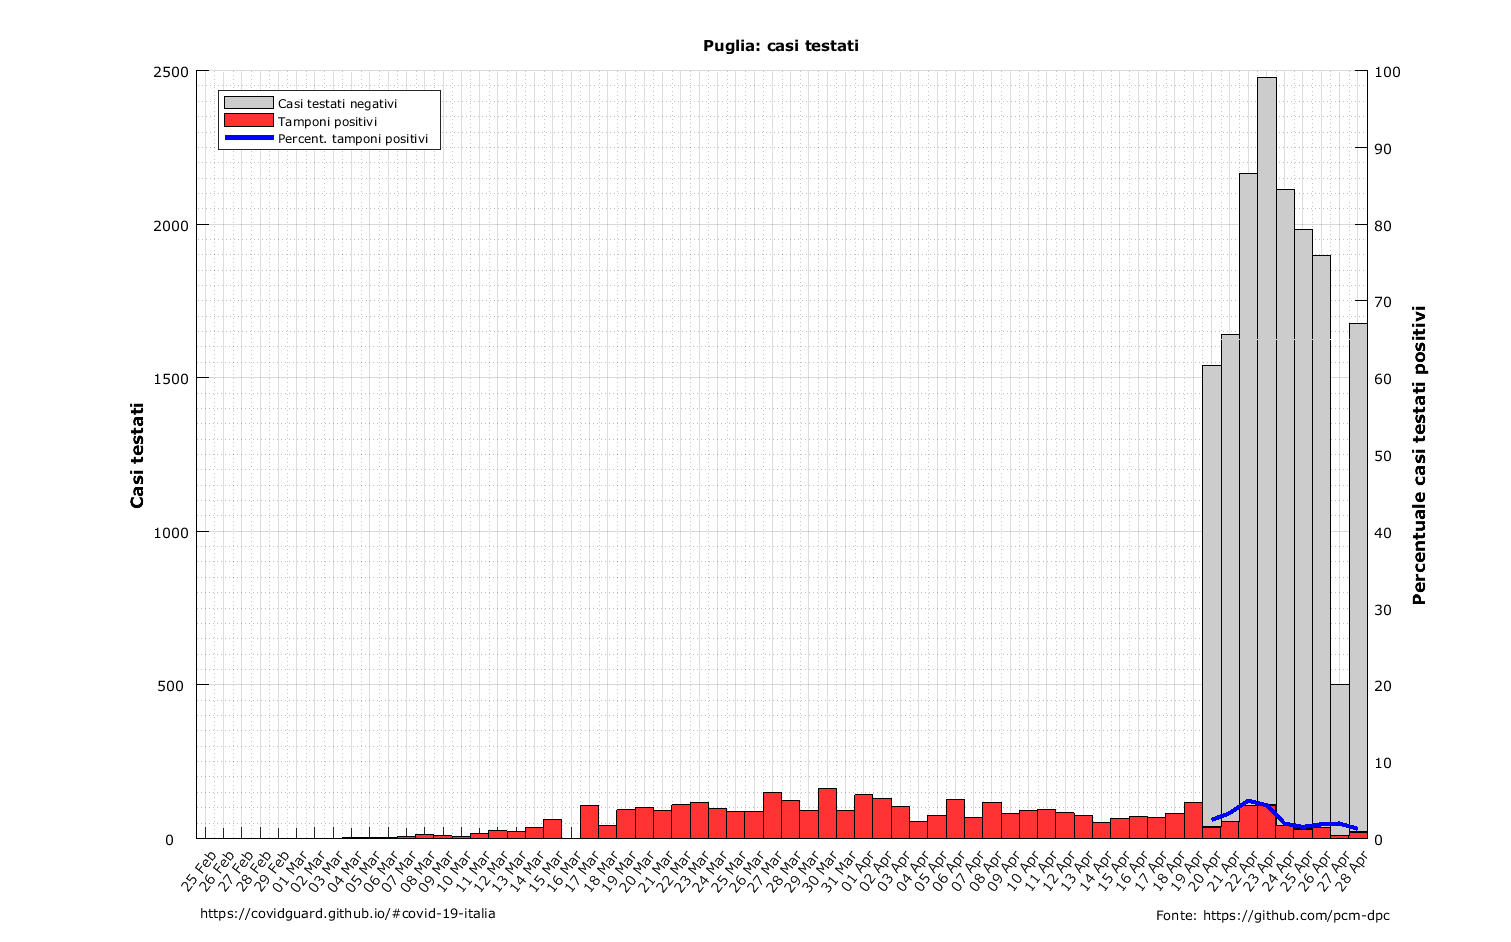 Puglia: casi testati
2500
2000
1500
1000
500
0
Casi testati
Casi testati negativi
Tamponi positivi
Percent. tamponi positivi
100
90
80
70
60
50
40
30
20
10
0
Percentuale casi testati positivi
25 Feb
26 Feb
27 Feb
28 Feb
29 Feb
01 Mar
02 Mar
03 Mar
04 Mar
05 Mar
06 Mar
07 Mar
08 Mar
09 Mar
10 Mar
11 Mar
12 Mar
13 Mar
14 Mar
15 Mar
16 Mar
17 Mar
18 Mar
19 Mar
20 Mar
21 Mar
22 Mar
23 Mar
24 Mar
25 Mar
26 Mar
27 Mar
28 Mar
29 Mar
30 Mar
31 Mar
01 Apr
02 Apr
03 Apr
04 Apr
05 Apr
06 Apr
07 Apr
08 Apr
09 Apr
10 Apr
11 Apr
12 Apr
13 Apr
14 Apr
15 Apr
16 Apr
17 Apr
18 Apr
19 Apr
20 Apr
21 Apr
22 Apr
23 Apr
24 Apr
25 Apr
26 Apr
27 Apr
28 Apr
https://covidguard.github.io/#covid-19-italia
Fonte: https://github.com/pcm-dpc